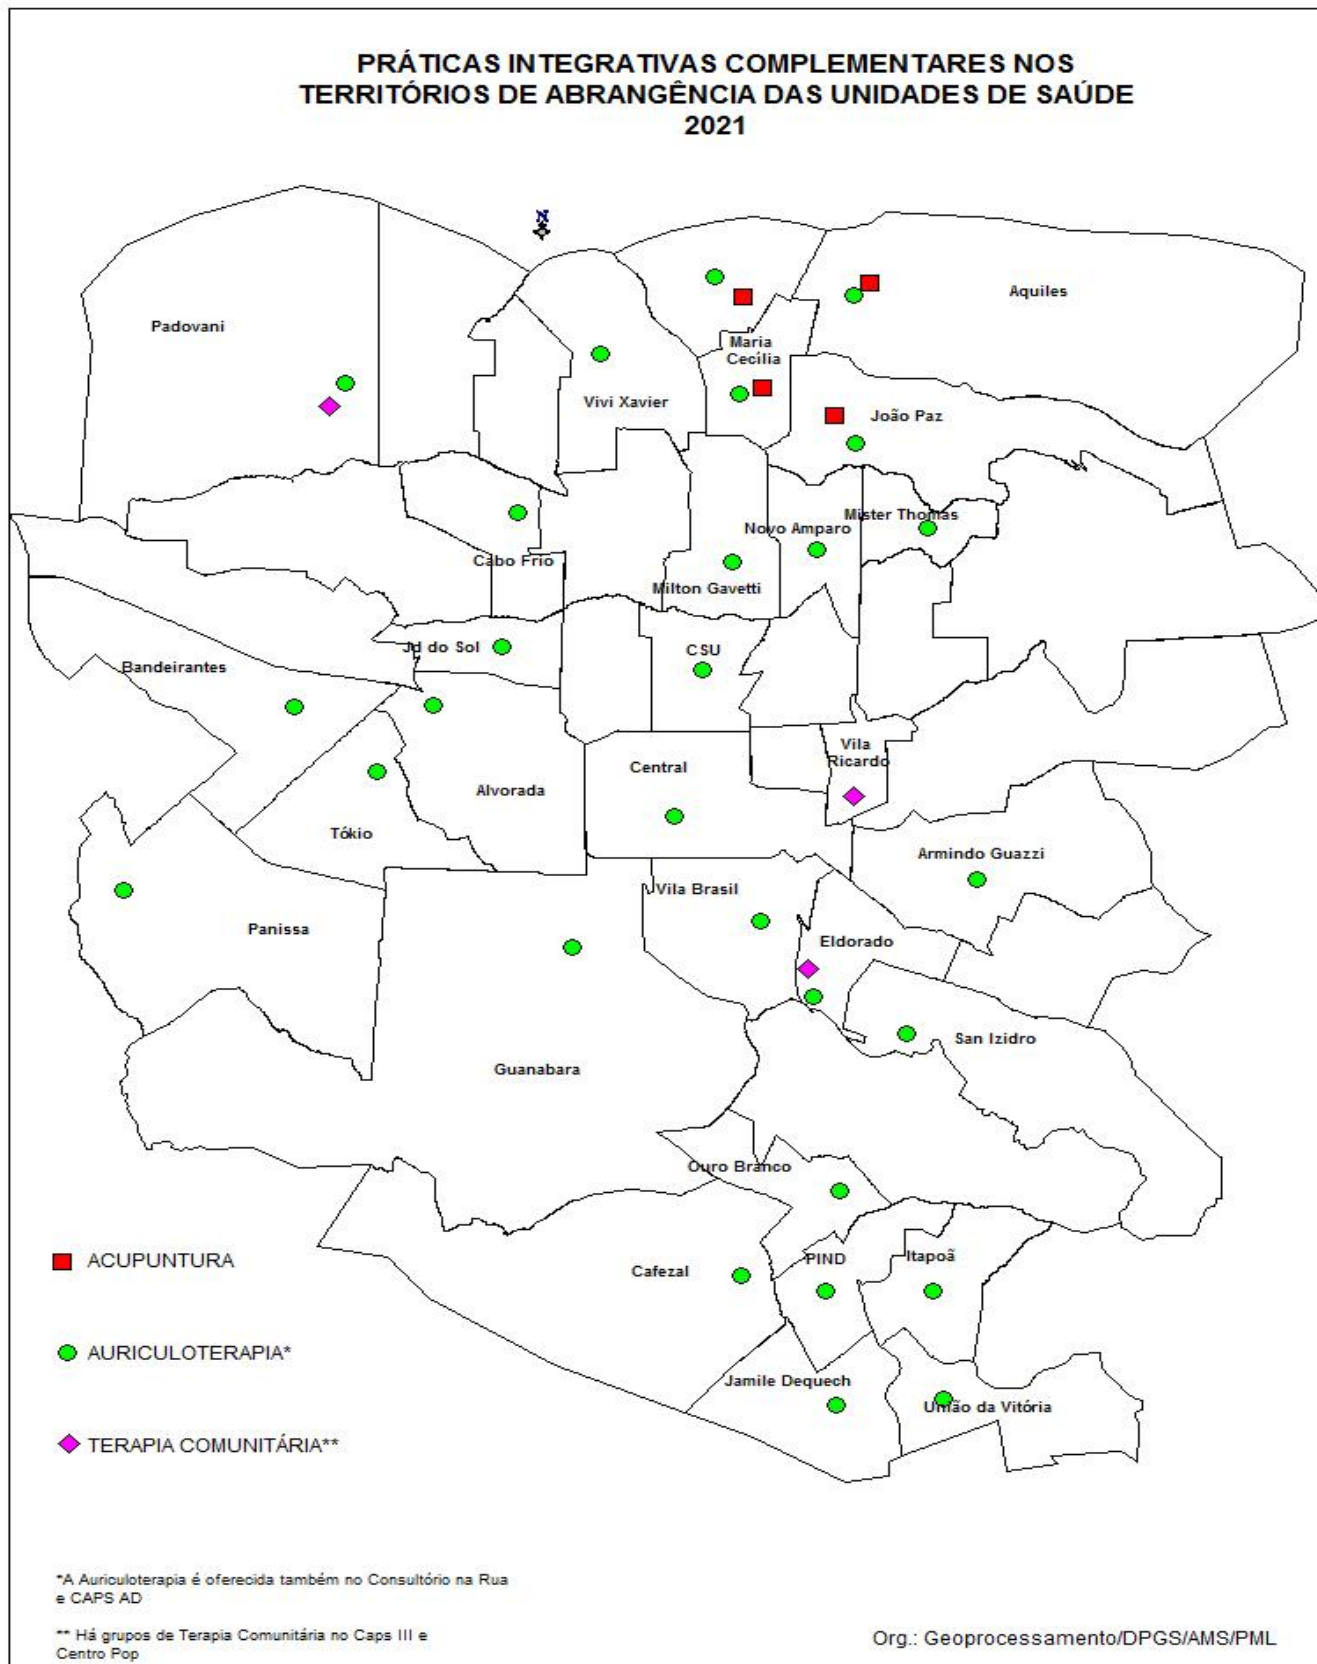 PRÁTICAS INTEGRATIVAS COMPLEMENTARES NOS
TERRITÓRIOS DE ABRANGÊNCIA DAS UNIDADES DE SAÚDE
2021
N
Aquiles
Padovani
Maria
Cecília
Vivi Xavier
João Paz
Mister Thomas
Novo Amparo
Cabo Frio
Milton Gavetti
Jd do Sol
CSU
Bandeirantes
Vila
Ricardo
Central
Alvorada
Tókio
Armindo Guazzi
Vila Brasil
Panissa
Eldorado
San Izidro
Guanabara
Ouro Branco
PIND
Itapoã
Cafezal
Jamile Dequech
União da Vitória
ACUPUNTURA
AURICULOTERAPIA*
TERAPIA COMUNITÁRIA**
*A Auriculoterapia é oferecida também no Consultório na Rua
e CAPS AD
** Há grupos de Terapia Comunitária no Caps III e
Centro Pop
Org.: Geoprocessamento/DPGS/AMS/PML